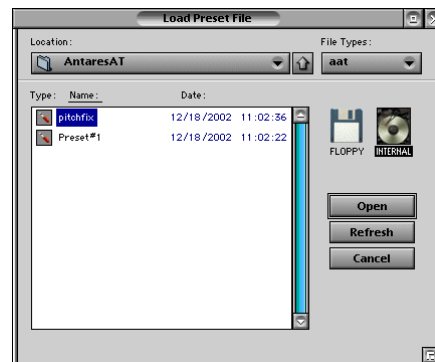 Load Preset File
Location:
File Types:
AntaresAT
aat
Type: Name: Date:
pitchfix 12/18/2002 11:02:36
Preset#1 12/18/2002 11:02:22
FLOPPY
INTERNAL
Open
Refresh
Cancel